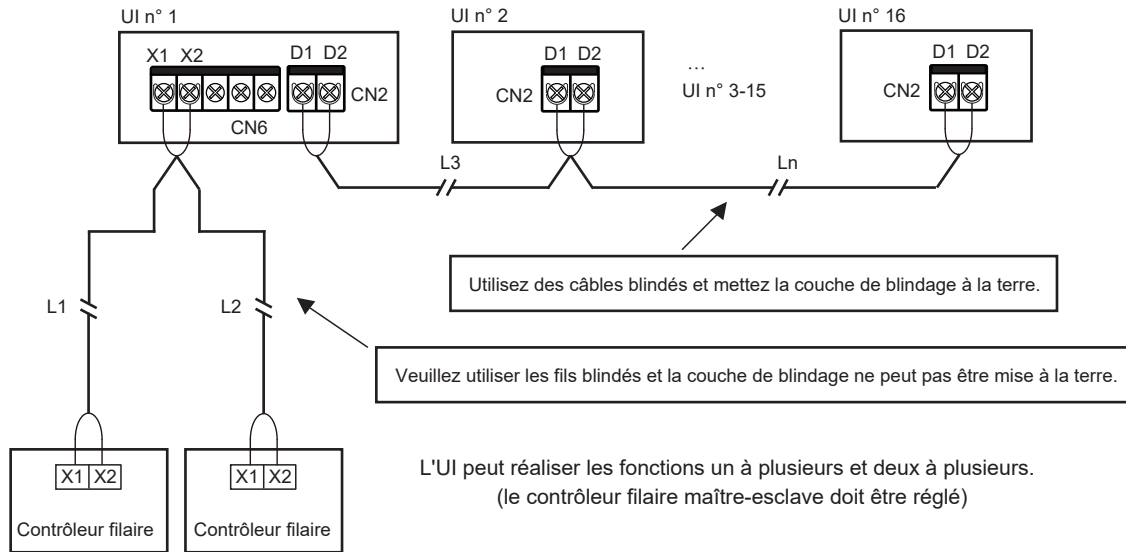 UI n° 1
UI n° 2
UI n° 16
X1 X2
D1 D2
CN2
CN6
D1 D2
CN2
…
UI n° 3-15
D1 D2
CN2
L3
Ln
Utilisez des câbles blindés et mettez la couche de blindage à la terre.
L1
L2
Veuillez utiliser les fils blindés et la couche de blindage ne peut pas être mise à la terre.
X1 X2
Contrôleur filaire
X1 X2
Contrôleur filaire
L'UI peut réaliser les fonctions un à plusieurs et deux à plusieurs.
(le contrôleur filaire maître-esclave doit être réglé)